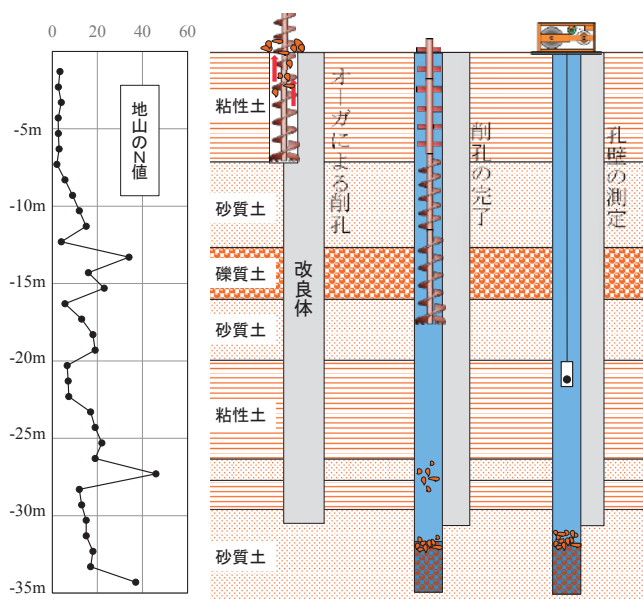 0 20 40 60
-5m
-10m
-15m
-20m
-25m
-30m
-35m
地山のN値
粘性土
砂質土
礫質土
砂質土
粘性土
砂質土
改良体
オーガによる削孔
削孔の完了
孔壁の測定